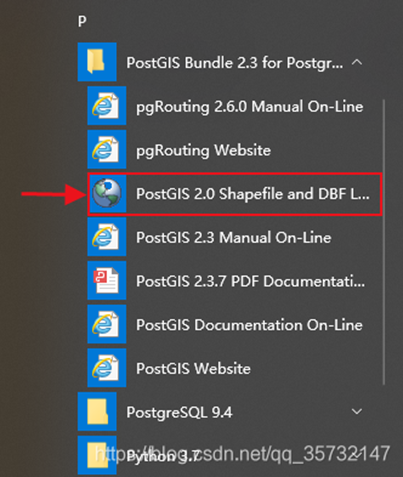 P
PostGIS Bundle 2.3 for Postgr...
pgRouting 2.6.0 Manual On-Line
pgRouting Website
PostGIS 2.0 Shapefile and DBF L...
PostGIS 2.3 Manual On-Line
PostGIS 2.3.7 PDF Documentati...
PostGIS Documentation On-Line
PostGIS Website
PostgreSQL 9.4
Python 3.7
https://blog.csdn.net/qq_35732147